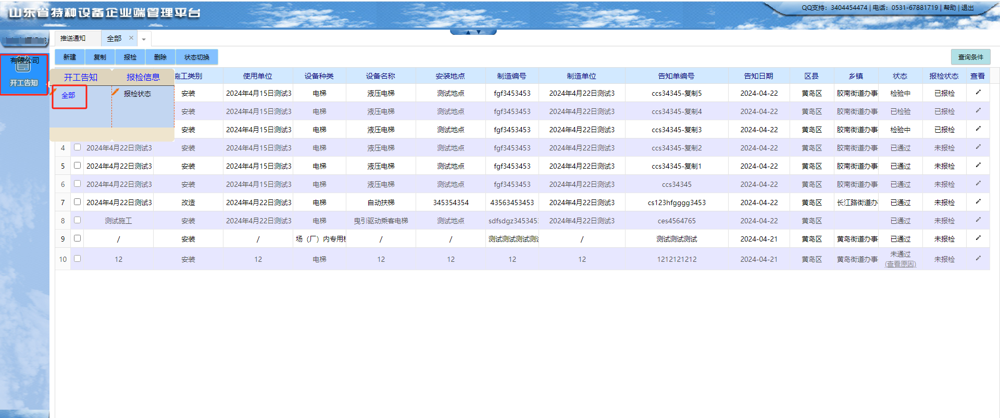 山东省特种设备企业端管理平台
QQ支持：3404454474 | 电话：0531-67881719 | 帮助 | 退出
推送通知 全部 ×
有限公司
开工告知
新建 复制 报检 删除 状态切换 查询条件
开工告知 报检信息
全部 报检状态
施工类别 使用单位 设备种类 设备名称 安装地点 制造编号 制造单位 告知单编号 告知日期 区县 乡镇 状态 报检状态 查看
安装 2024年4月15日测试3 电梯 液压电梯 测试地点 fgf3453453 2024年4月22日测试3 ccs34345-复制5 2024-04-22 黄岛区 胶南街道办事 检验中 已报检
安装 2024年4月15日测试3 电梯 液压电梯 测试地点 fgf3453453 2024年4月22日测试3 ccs34345-复制4 2024-04-22 黄岛区 胶南街道办事 已检验 已报检
安装 2024年4月15日测试3 电梯 液压电梯 测试地点 fgf3453453 2024年4月22日测试3 ccs34345-复制3 2024-04-22 黄岛区 胶南街道办事 检验中 已报检
4 2024年4月22日测试3 安装 2024年4月15日测试3 电梯 液压电梯 测试地点 fgf3453453 2024年4月22日测试3 ccs34345-复制2 2024-04-22 黄岛区 胶南街道办事 已通过 未报检
5 2024年4月22日测试3 安装 2024年4月15日测试3 电梯 液压电梯 测试地点 fgf3453453 2024年4月22日测试3 ccs34345-复制1 2024-04-22 黄岛区 胶南街道办事 已通过 未报检
6 2024年4月22日测试3 安装 2024年4月15日测试3 电梯 液压电梯 测试地点 fgf3453453 2024年4月22日测试3 ccs34345 2024-04-22 黄岛区 胶南街道办事 已通过 未报检
7 2024年4月22日测试3 改造 2024年4月22日测试3 电梯 自动扶梯 345354354 43563453453 2024年4月22日测试3 cs123hfgggg3453 2024-04-22 黄岛区 长江路街道办 已通过 未报检
8 测试施工 安装 2024年4月22日测试3 电梯 曳引驱动乘客电梯 测试地点 sdfsdgz345345 2024年4月22日测试3 ces4564765 2024-04-22 黄岛区 已通过 未报检
9 / 安装 / 场（厂）内专用 / / 测试测试测试测 / 测试测试测试 2024-04-21 黄岛区 黄岛街道办事 已通过 未报检
10 12 安装 12 电梯 12 12 12 12 1212121212 2024-04-21 黄岛区 黄岛街道办事 未通过 未报检
(查看原因)